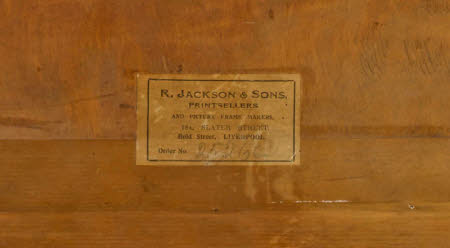 R. JACKSON & SONS,
PRINTSELLERS
AND PICTURE FRAME MAKERS,
SLATER STREET
Bold Street, LIVERPOOL.
Order No.